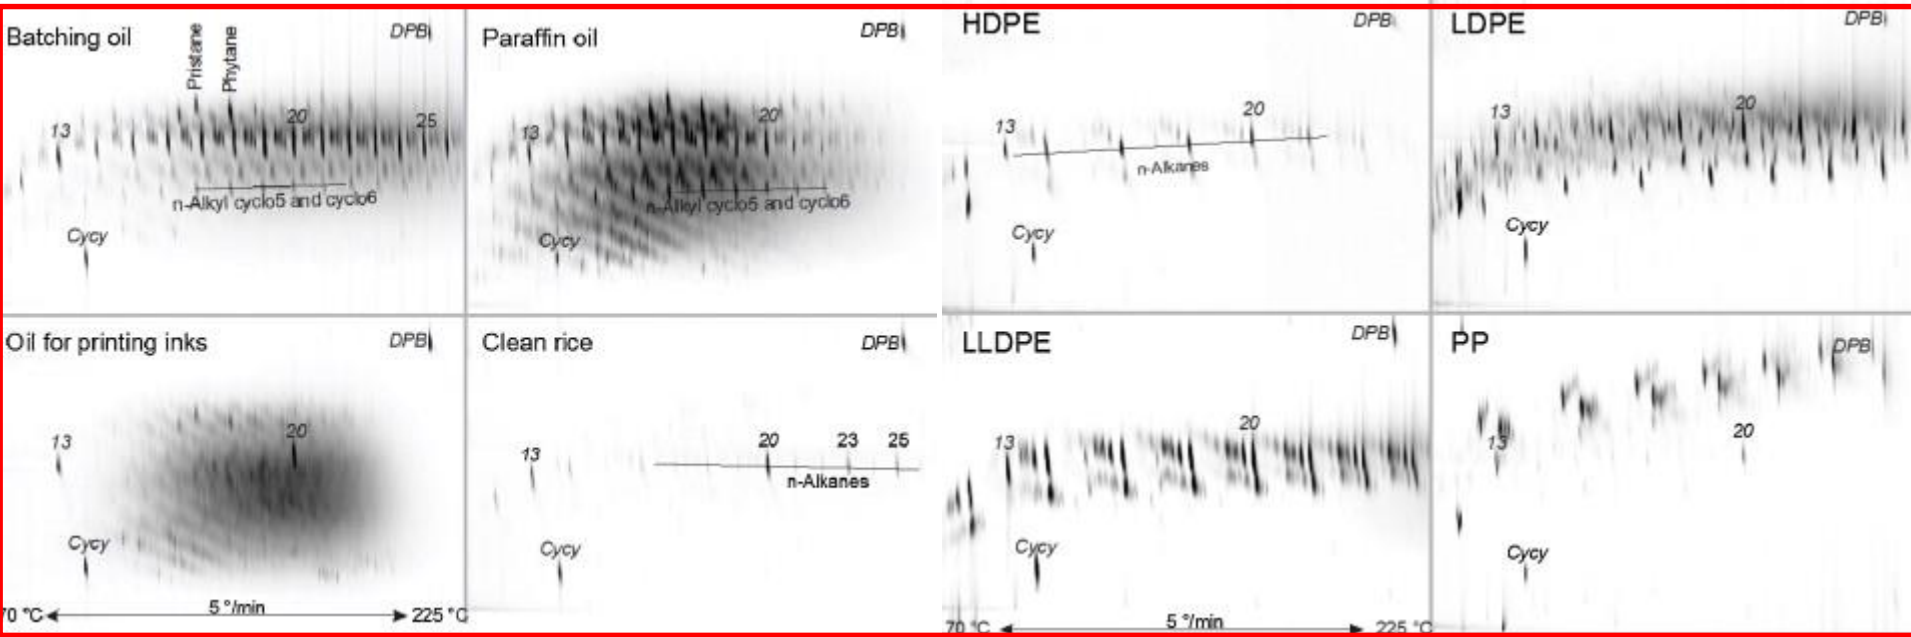 Batching oil
Pristane
Phytane
DPB
13
20
25
n-Alkyl cyclo5 and cyclo6
Cycy
Paraffin oil
DPB
13
20
n-Alkyl cyclo5 and cyclo6
Cycy
HDPE
DPB
13
20
n-Alkanes
Cycy
LDPE
DPB
13
20
Cycy
Oil for printing inks
DPB
13
20
Cycy
70 °C
5 °/min
225 °C
Clean rice
DPB
13
20
23
25
n-Alkanes
Cycy
LLDPE
DPB
13
20
Cycy
70 °C
5 °/min
225 °C
PP
DPB
13
20
Cycy